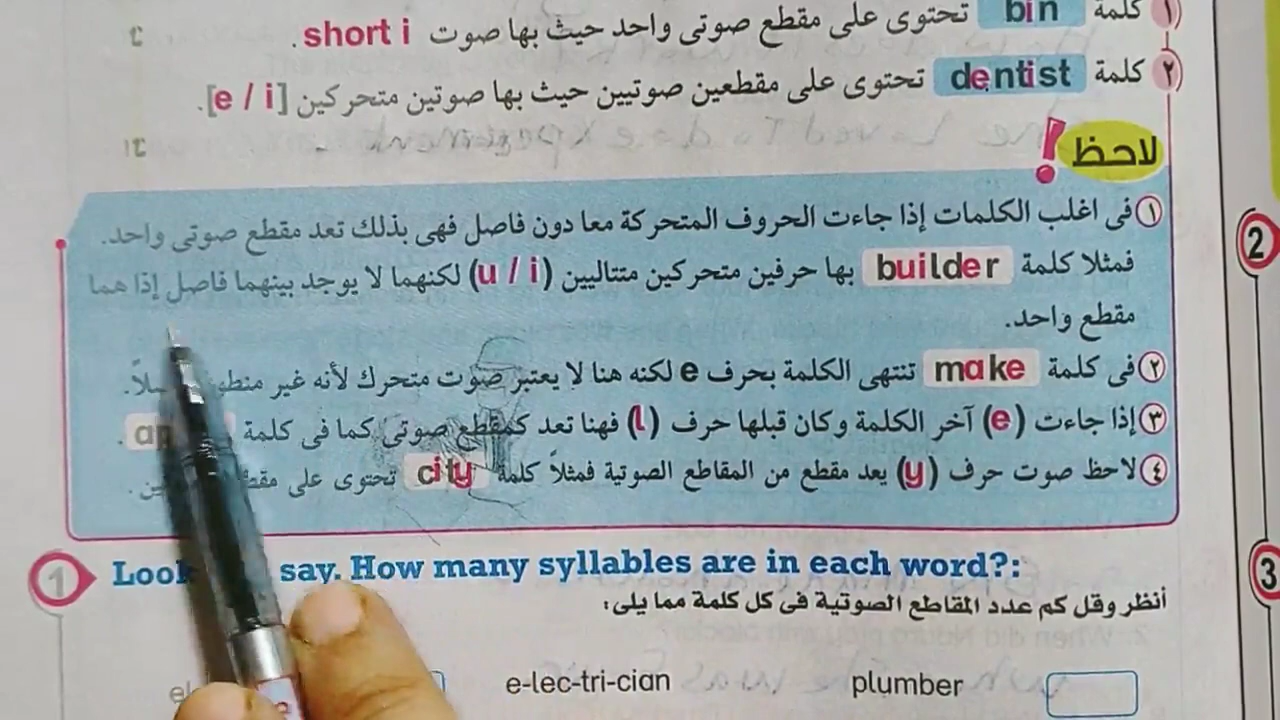 ١ كلمة bin تحتوى على مقطع صوتى واحد حيث بها صوت short i .
٢ كلمة dentist تحتوى على مقطعين صوتيين حيث بها صوتين متحركين [e / i].
لاحظ !
١ فى اغلب الكلمات إذا جاءت الحروف المتحركة معا دون فاصل فهى بذلك تعد مقطع صوتى واحد.
فمثلا كلمة builder بها حرفين متحركين متتاليين (u / i) لكنهما لا يوجد بينهما فاصل إذا هما
مقطع واحد.
٢ فى كلمة make تنتهى الكلمة بحرف e لكنه هنا لا يعتبر صوت متحرك لأنه غير
٣ إذا جاءت (e) آخر الكلمة وكان قبلها حرف (l) فهنا تعد كمقطع صوتى كما فى كلمة
٤ لاحظ صوت حرف (y) يعد مقطع من المقاطع الصوتية فمثلاً كلمة city تحتوى على
1 Look say. How many syllables are in each word?:
أنظر وقل كم عدد المقاطع الصوتية فى كل كلمة مما يلى:
e-lec-tri-cian plumber
2
3